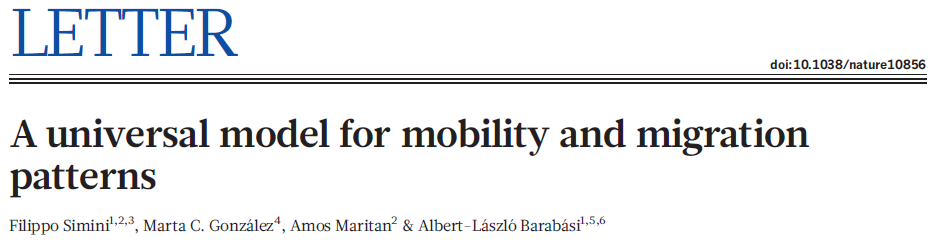 LETTER
doi:10.1038/nature10856
A universal model for mobility and migration
patterns
Filippo Simini1,2,3, Marta C. González4, Amos Maritan2 & Albert-László Barabási1,5,6